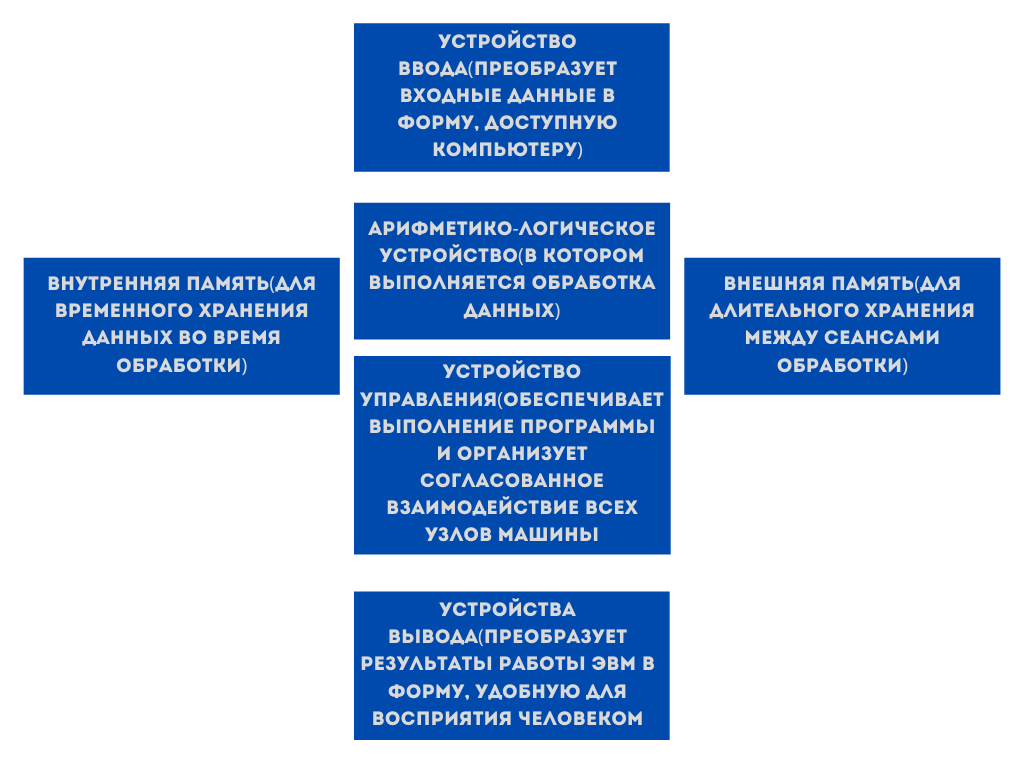 УСТРОЙСТВО
ВВОДА(ПРЕОБРАЗУЕТ
ВХОДНЫЕ ДАННЫЕ В
ФОРМУ, ДОСТУПНУЮ
КОМПЬЮТЕРУ)
АРИФМЕТИКО-ЛОГИЧЕСКОЕ
УСТРОЙСТВО(В КОТОРОМ
ВЫПОЛНЯЕТСЯ ОБРАБОТКА
ДАННЫХ)
ВНУТРЕННЯЯ ПАМЯТЬ(ДЛЯ
ВРЕМЕННОГО ХРАНЕНИЯ
ДАННЫХ ВО ВРЕМЯ
ОБРАБОТКИ)
ВНЕШНЯЯ ПАМЯТЬ(ДЛЯ
ДЛИТЕЛЬНОГО ХРАНЕНИЯ
МЕЖДУ СЕАНСАМИ
ОБРАБОТКИ)
УСТРОЙСТВО
УПРАВЛЕНИЯ(ОБЕСПЕЧИВАЕТ
ВЫПОЛНЕНИЕ ПРОГРАММЫ
И ОРГАНИЗУЕТ
СОГЛАСОВАННОЕ
ВЗАИМОДЕЙСТВИЕ ВСЕХ
УЗЛОВ МАШИНЫ
УСТРОЙСТВА
ВЫВОДА(ПРЕОБРАЗУЕТ
РЕЗУЛЬТАТЫ РАБОТЫ ЭВМ В
ФОРМУ, УДОБНУЮ ДЛЯ
ВОСПРИЯТИЯ ЧЕЛОВЕКОМ